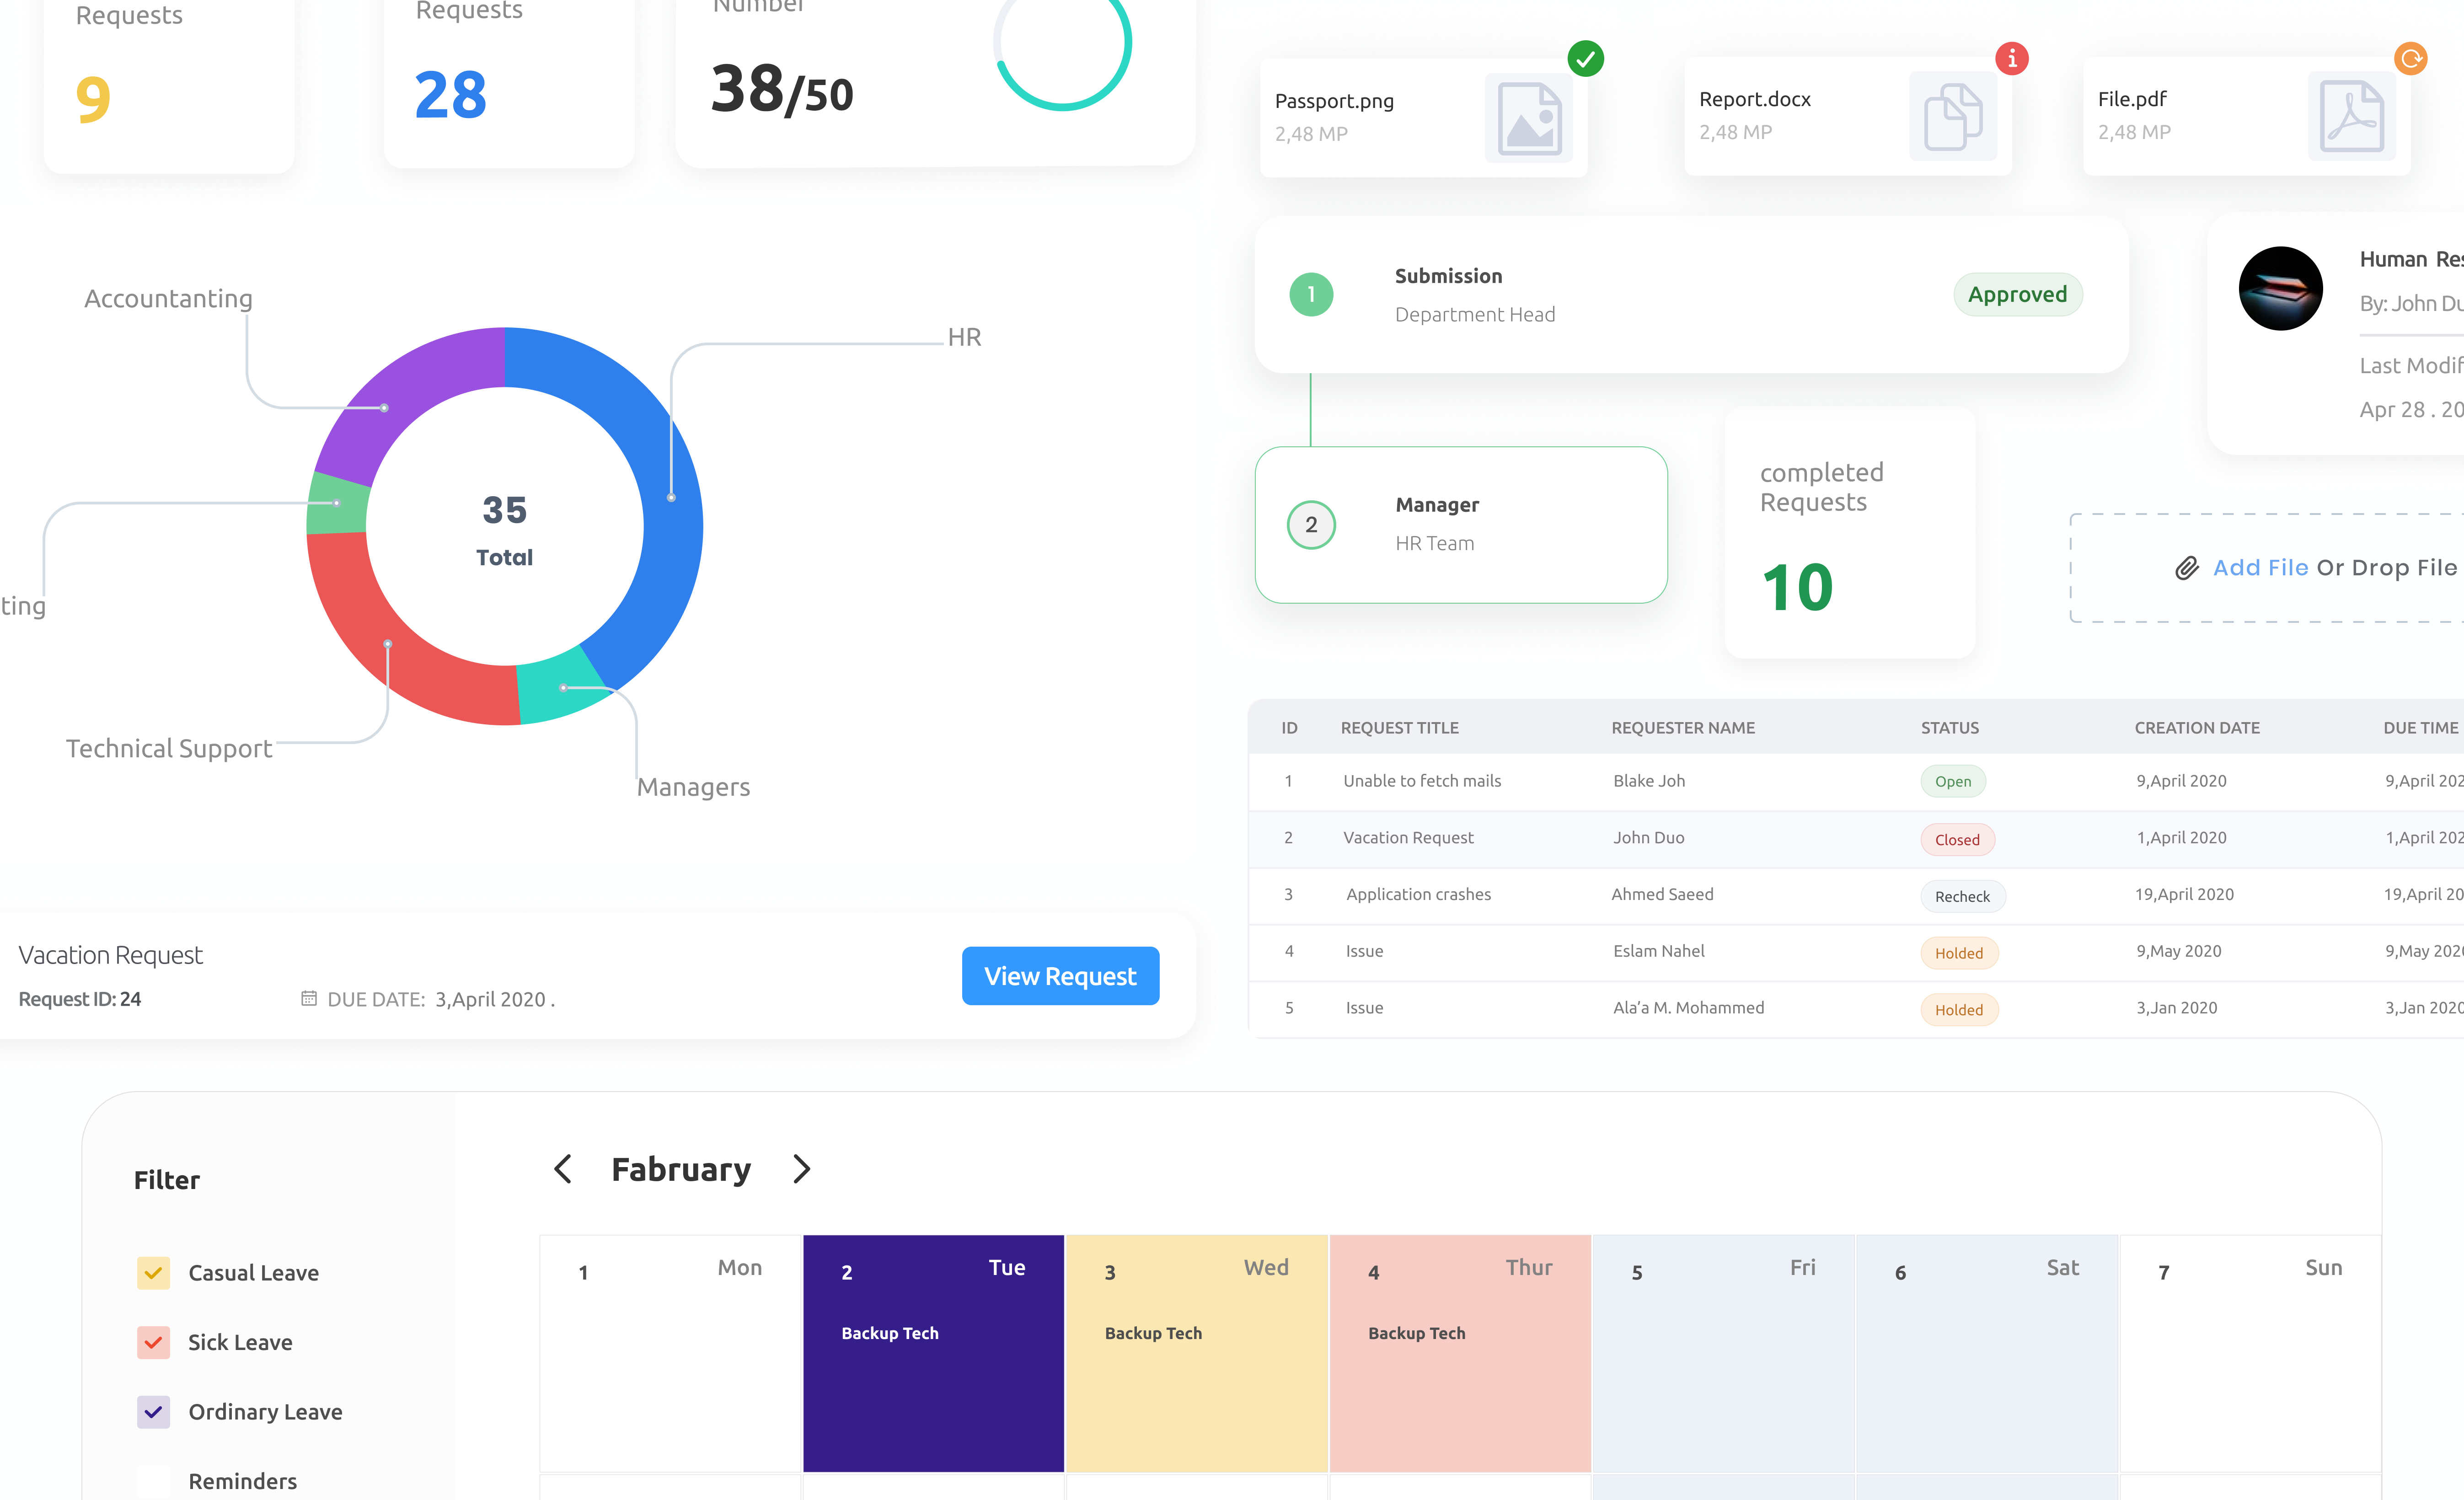 Requests
9
Requests
28
Number
38/50
Passport.png
2,48 MP
Report.docx
2,48 MP
File.pdf
2,48 MP
1
Submission
Department Head
Approved
Human Res
By: John Du
Last Modif
Apr 28 . 20
2
Manager
HR Team
completed
Requests
10
Add File Or Drop File
Accountanting
HR
35
Total
ting
Technical Support
Managers
ID REQUEST TITLE REQUESTER NAME STATUS CREATION DATE DUE TIME
1 Unable to fetch mails Blake Joh Open 9,April 2020 9,April 202
2 Vacation Request John Duo Closed 1,April 2020 1,April 202
3 Application crashes Ahmed Saeed Recheck 19,April 2020 19,April 20
4 Issue Eslam Nahel Holded 9,May 2020 9,May 2020
5 Issue Ala'a M. Mohammed Holded 3,Jan 2020 3,Jan 2020
Vacation Request
Request ID: 24
DUE DATE: 3,April 2020 .
View Request
Filter
Casual Leave
Sick Leave
Ordinary Leave
Reminders
Fabruary
1 Mon
2 Tue
3 Wed
4 Thur
5 Fri
6 Sat
7 Sun
Backup Tech
Backup Tech
Backup Tech